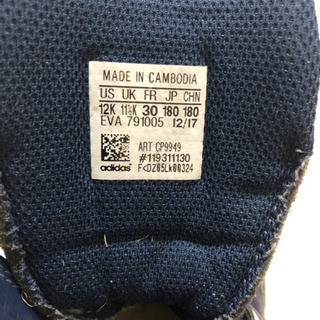 MADE IN CAMBODIA
US UK FR JP CHN
12K 11½K 30 180 180
EVA 791005 12/17
ART CP9949
#119311130
adidas F<DZ05Lk00324